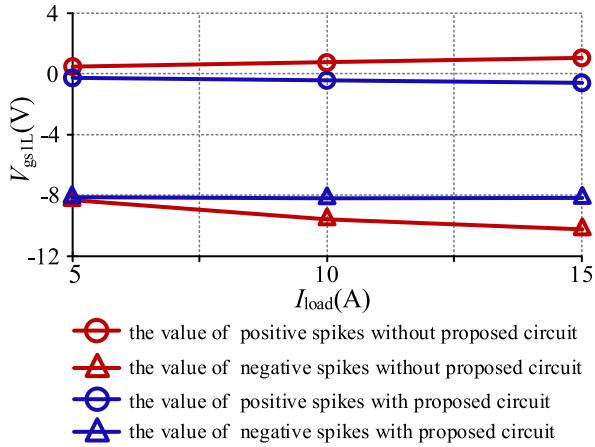 4
0
-4
-8
-12
Vgs1L(V)
5
10
15
Iload(A)
the value of positive spikes without proposed circuit
the value of negative spikes without proposed circuit
the value of positive spikes with proposed circuit
the value of negative spikes with proposed circuit